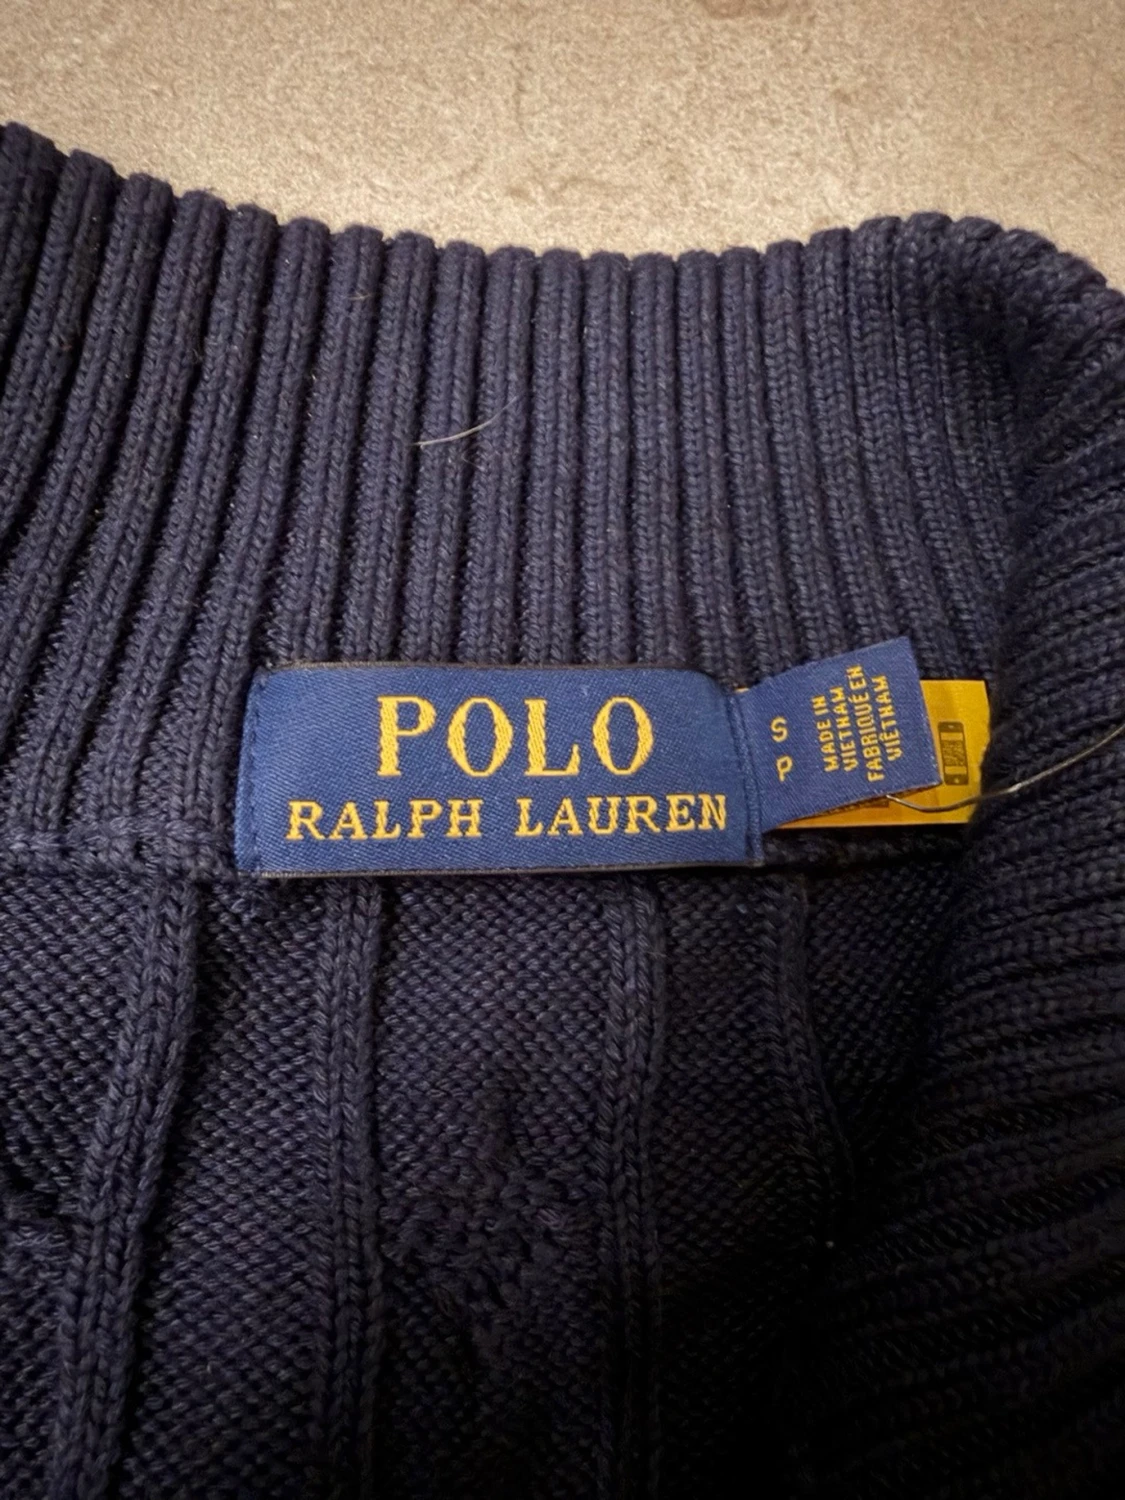 POLO
RALPH LAUREN
S
P
MADE IN
VIETNAM
FABRIQUÉ EN
VIETNAM